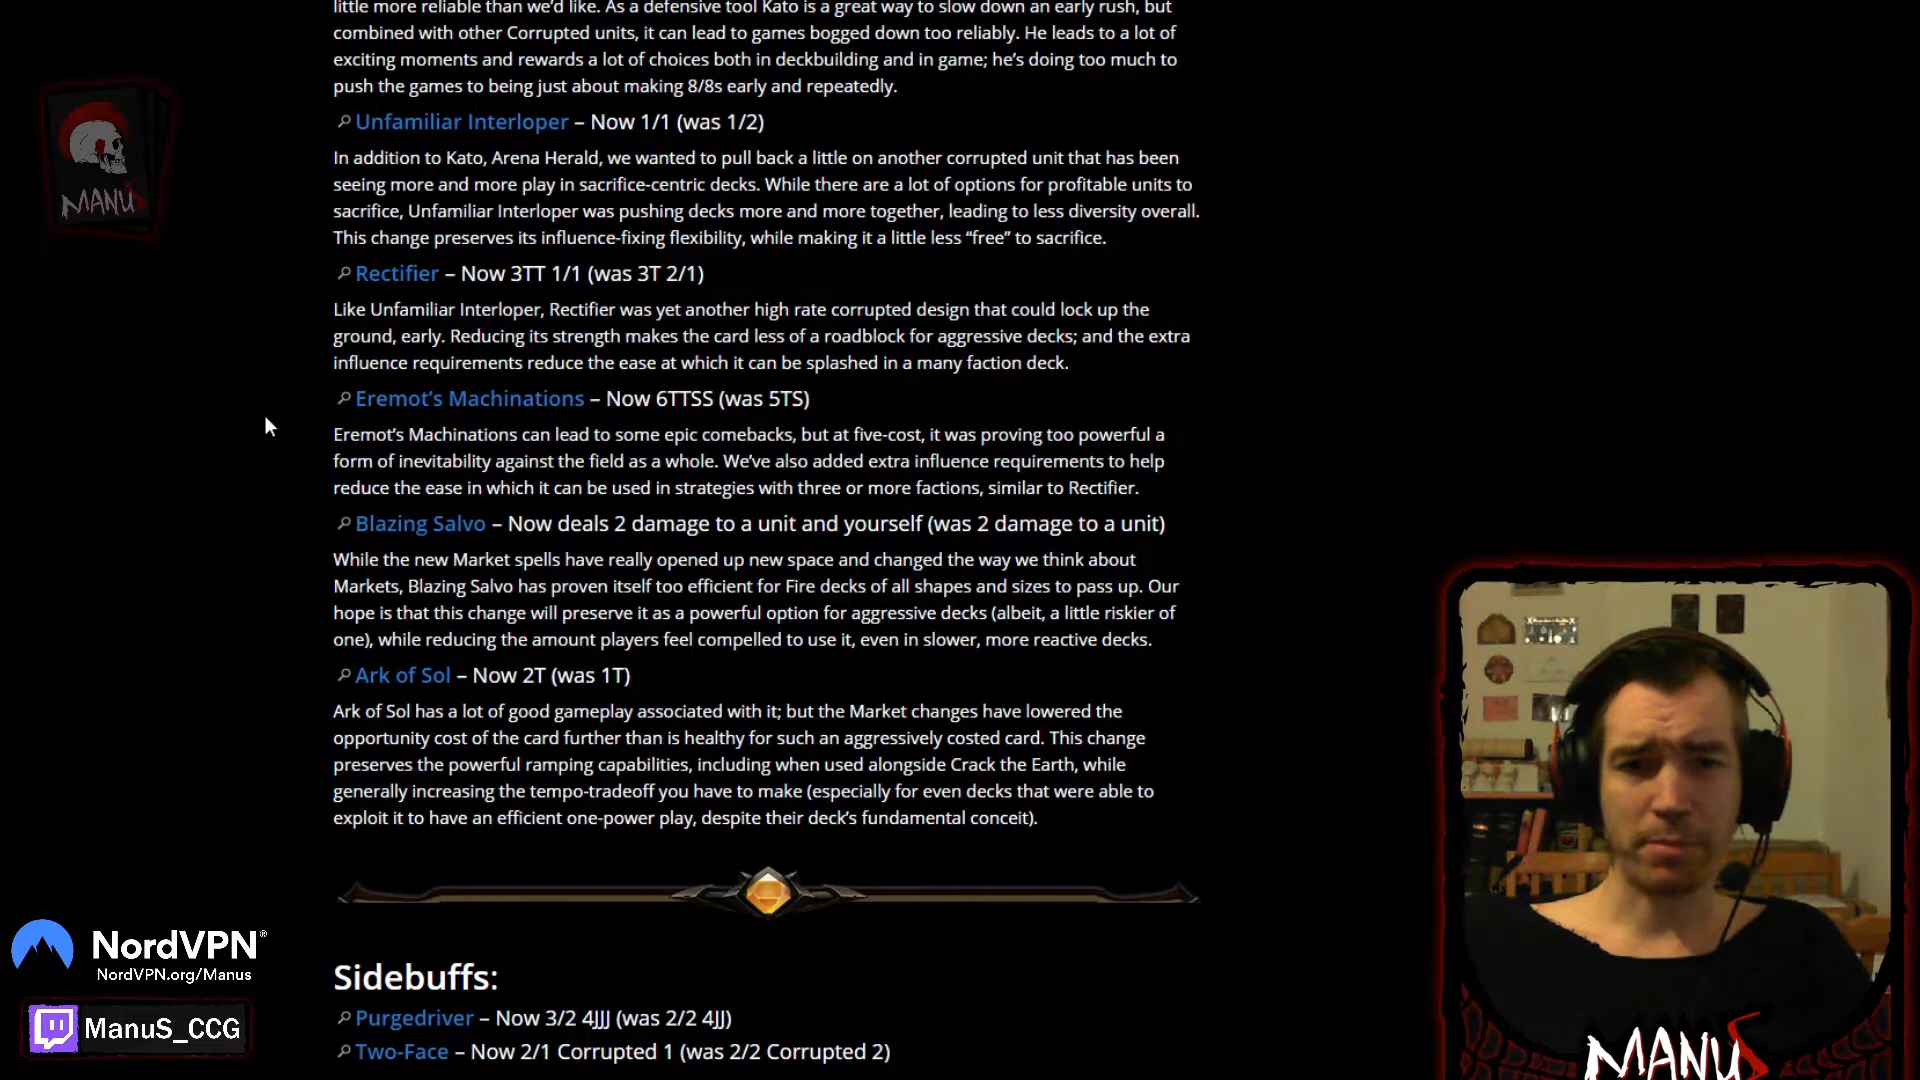 little more reliable than we’d like. As a defensive tool Kato is a great way to slow down an early rush, but
combined with other Corrupted units, it can lead to games bogged down too reliably. He leads to a lot of
exciting moments and rewards a lot of choices both in deckbuilding and in game; he’s doing too much to
push the games to being just about making 8/8s early and repeatedly.
Unfamiliar Interloper – Now 1/1 (was 1/2)
In addition to Kato, Arena Herald, we wanted to pull back a little on another corrupted unit that has been
seeing more and more play in sacrifice-centric decks. While there are a lot of options for profitable units to
sacrifice, Unfamiliar Interloper was pushing decks more and more together, leading to less diversity overall.
This change preserves its influence-fixing flexibility, while making it a little less “free” to sacrifice.
Rectifier – Now 3TT 1/1 (was 3T 2/1)
Like Unfamiliar Interloper, Rectifier was yet another high rate corrupted design that could lock up the
ground, early. Reducing its strength makes the card less of a roadblock for aggressive decks; and the extra
influence requirements reduce the ease at which it can be splashed in a many faction deck.
Eremot’s Machinations – Now 6TTSS (was 5TS)
Eremot’s Machinations can lead to some epic comebacks, but at five-cost, it was proving too powerful a
form of inevitability against the field as a whole. We’ve also added extra influence requirements to help
reduce the ease in which it can be used in strategies with three or more factions, similar to Rectifier.
Blazing Salvo – Now deals 2 damage to a unit and yourself (was 2 damage to a unit)
While the new Market spells have really opened up new space and changed the way we think about
Markets, Blazing Salvo has proven itself too efficient for Fire decks of all shapes and sizes to pass up. Our
hope is that this change will preserve it as a powerful option for aggressive decks (albeit, a little riskier of
one), while reducing the amount players feel compelled to use it, even in slower, more reactive decks.
Ark of Sol – Now 2T (was 1T)
Ark of Sol has a lot of good gameplay associated with it; but the Market changes have lowered the
opportunity cost of the card further than is healthy for such an aggressively costed card. This change
preserves the powerful ramping capabilities, including when used alongside Crack the Earth, while
generally increasing the tempo-tradeoff you have to make (especially for even decks that were able to
exploit it to have an efficient one-power play, despite their deck’s fundamental conceit).
Sidebuffs:
Purgedriver – Now 3/2 4JJJ (was 2/2 4JJ)
Two-Face – Now 2/1 Corrupted 1 (was 2/2 Corrupted 2)
MANUS
NordVPN®
NordVPN.org/Manus
ManuS_CCG
MANUS